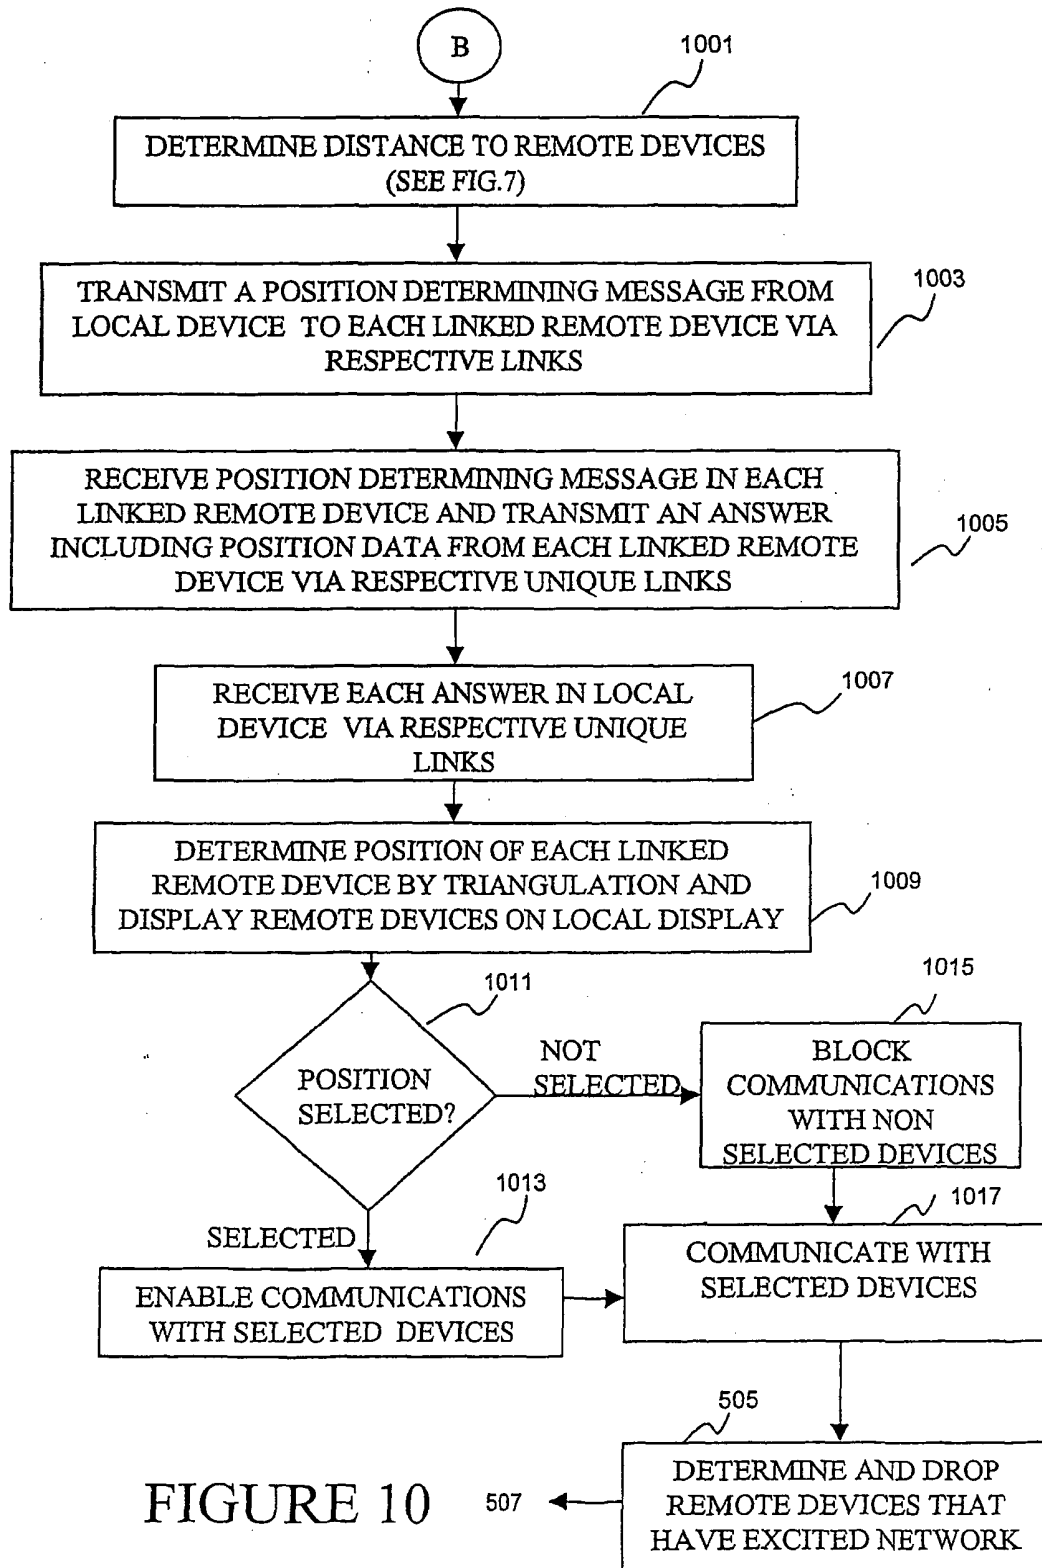 B
1001
DETERMINE DISTANCE TO REMOTE DEVICES
(SEE FIG.7)
TRANSMIT A POSITION DETERMINING MESSAGE FROM
LOCAL DEVICE TO EACH LINKED REMOTE DEVICE VIA
RESPECTIVE LINKS
1003
RECEIVE POSITION DETERMINING MESSAGE IN EACH
LINKED REMOTE DEVICE AND TRANSMIT AN ANSWER
INCLUDING POSITION DATA FROM EACH LINKED REMOTE
DEVICE VIA RESPECTIVE UNIQUE LINKS
1005
RECEIVE EACH ANSWER IN LOCAL
DEVICE VIA RESPECTIVE UNIQUE
LINKS
1007
DETERMINE POSITION OF EACH LINKED
REMOTE DEVICE BY TRIANGULATION AND
DISPLAY REMOTE DEVICES ON LOCAL DISPLAY
1009
1011
POSITION
SELECTED?
NOT
SELECTED
1015
BLOCK
COMMUNICATIONS
WITH NON
SELECTED DEVICES
SELECTED
1013
ENABLE COMMUNICATIONS
WITH SELECTED DEVICES
1017
COMMUNICATE WITH
SELECTED DEVICES
505
DETERMINE AND DROP
REMOTE DEVICES THAT
HAVE EXCITED NETWORK
507
FIGURE 10